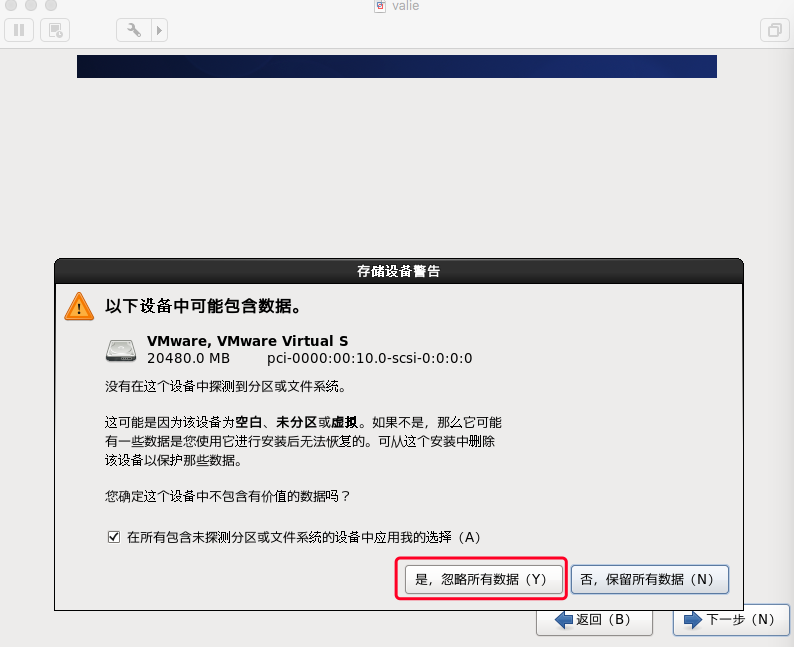 valie
存储设备警告
以下设备中可能包含数据。
VMware, VMware Virtual S
20480.0 MB pci-0000:00:10.0-scsi-0:0:0:0
没有在这个设备中探测到分区或文件系统。
这可能是因为该设备为空白、未分区或虚拟。如果不是，那么它可能
有一些数据是您使用它进行安装后无法恢复的。可从这个安装中删除
该设备以保护那些数据。
您确定这个设备中不包含有价值的数据吗？
在所有包含未探测分区或文件系统的设备中应用我的选择（A）
是，忽略所有数据（Y） 否，保留所有数据（N）
返回（B） 下一步（N）